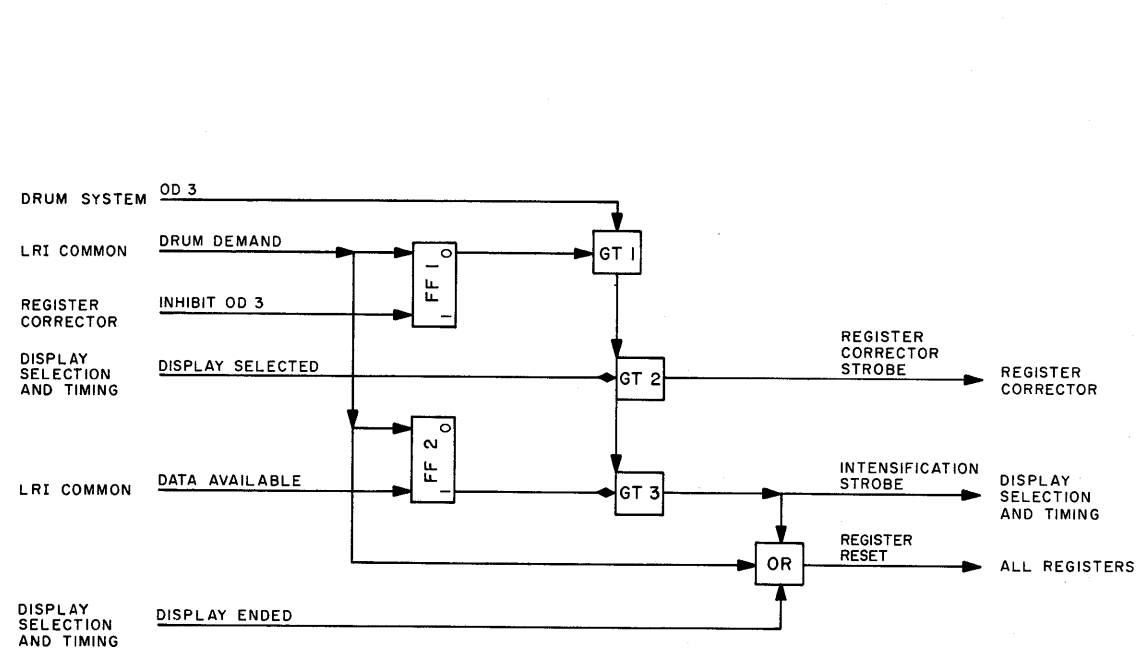 OD 3
DRUM SYSTEM
DRUM DEMAND
LRI COMMON
GT 1
FF 1
0
1
INHIBIT OD 3
REGISTER
CORRECTOR
DISPLAY
SELECTION
AND TIMING
DISPLAY SELECTED
GT 2
REGISTER
CORRECTOR
STROBE
REGISTER
CORRECTOR
FF 2
0
1
DATA AVAILABLE
LRI COMMON
GT 3
INTENSIFICATION
STROBE
DISPLAY
SELECTION
AND TIMING
OR
REGISTER
RESET
ALL REGISTERS
DISPLAY
SELECTION
AND TIMING
DISPLAY ENDED